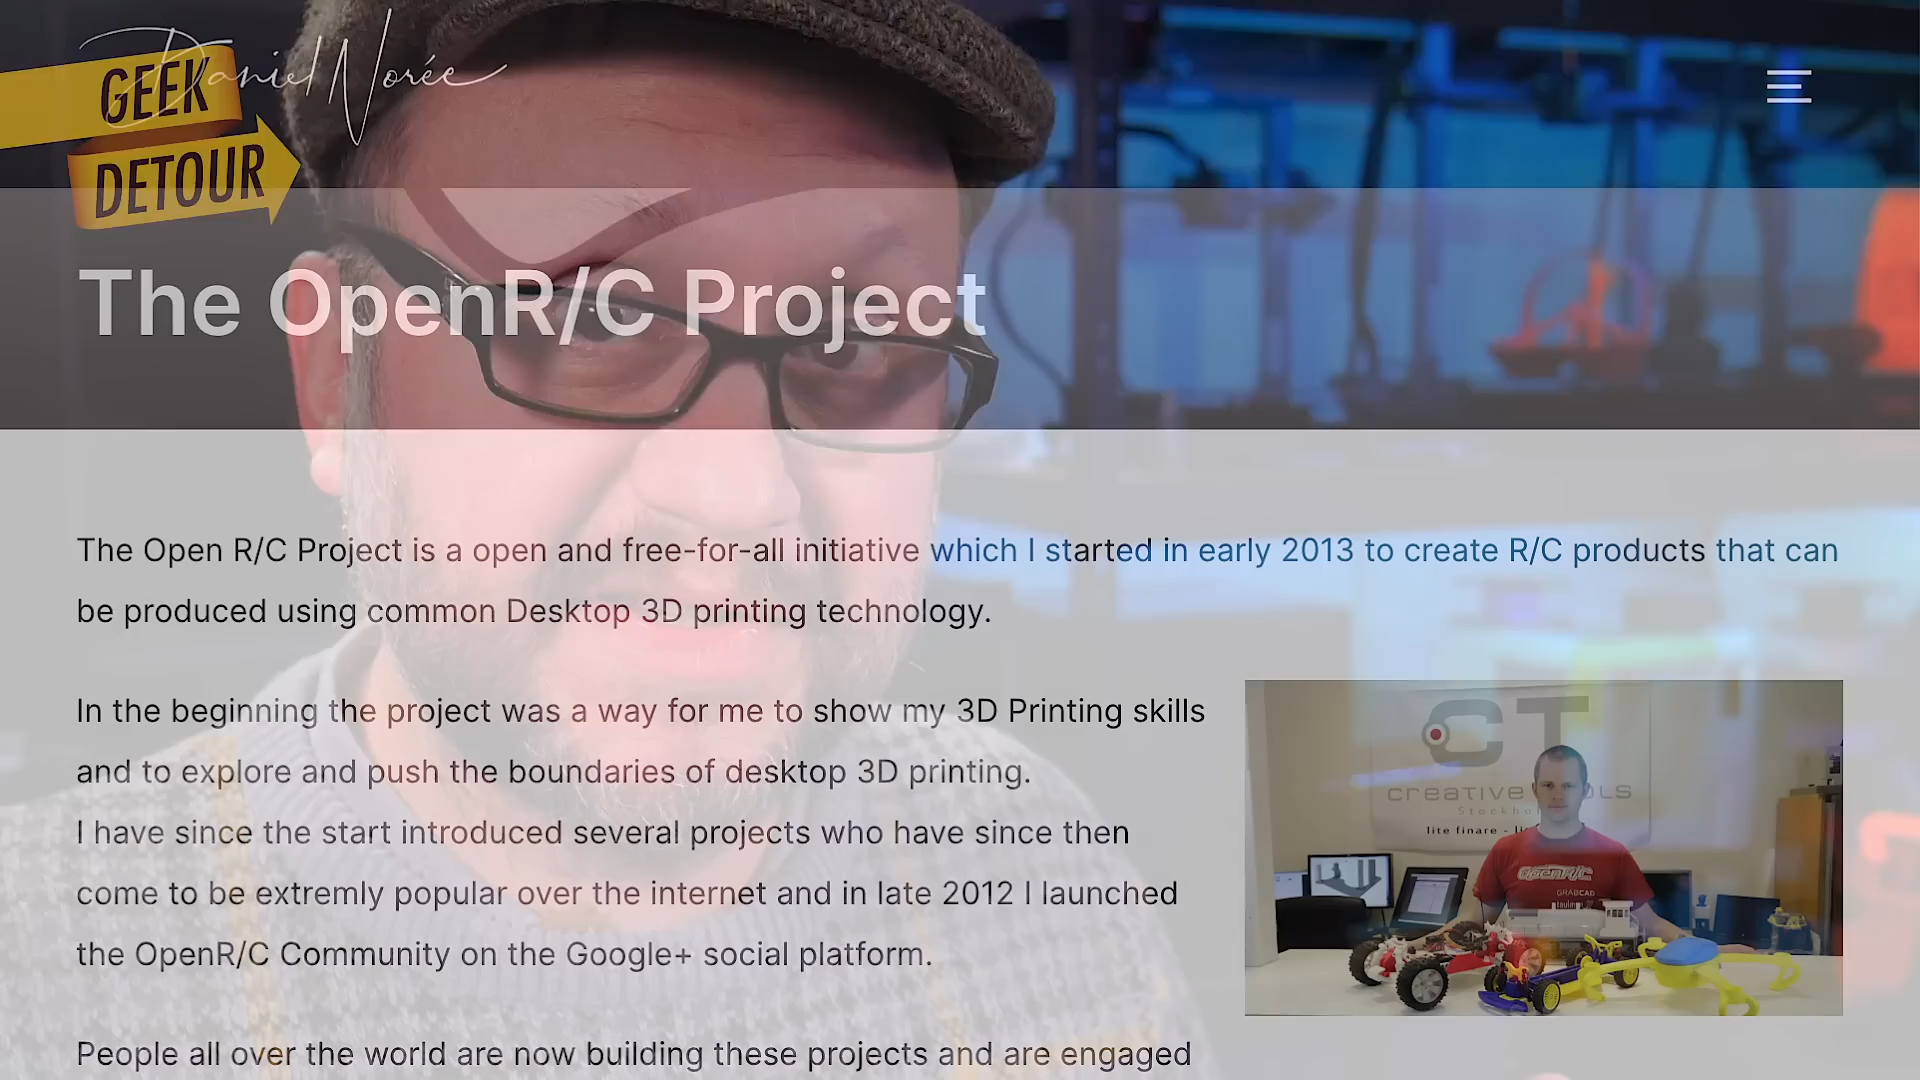 Daniel Norée
GEEK
DETOUR
The OpenR/C Project
The Open R/C Project is a open and free-for-all initiative which I started in early 2013 to create R/C products that can
be produced using common Desktop 3D printing technology.
In the beginning the project was a way for me to show my 3D Printing skills
and to explore and push the boundaries of desktop 3D printing.
I have since the start introduced several projects who have since then
come to be extremly popular over the internet and in late 2012 I launched
the OpenR/C Community on the Google+ social platform.
People all over the world are now building these projects and are engaged
CT
creative
Stockhol
lite finare - li
OpenR/C
GRABCAD